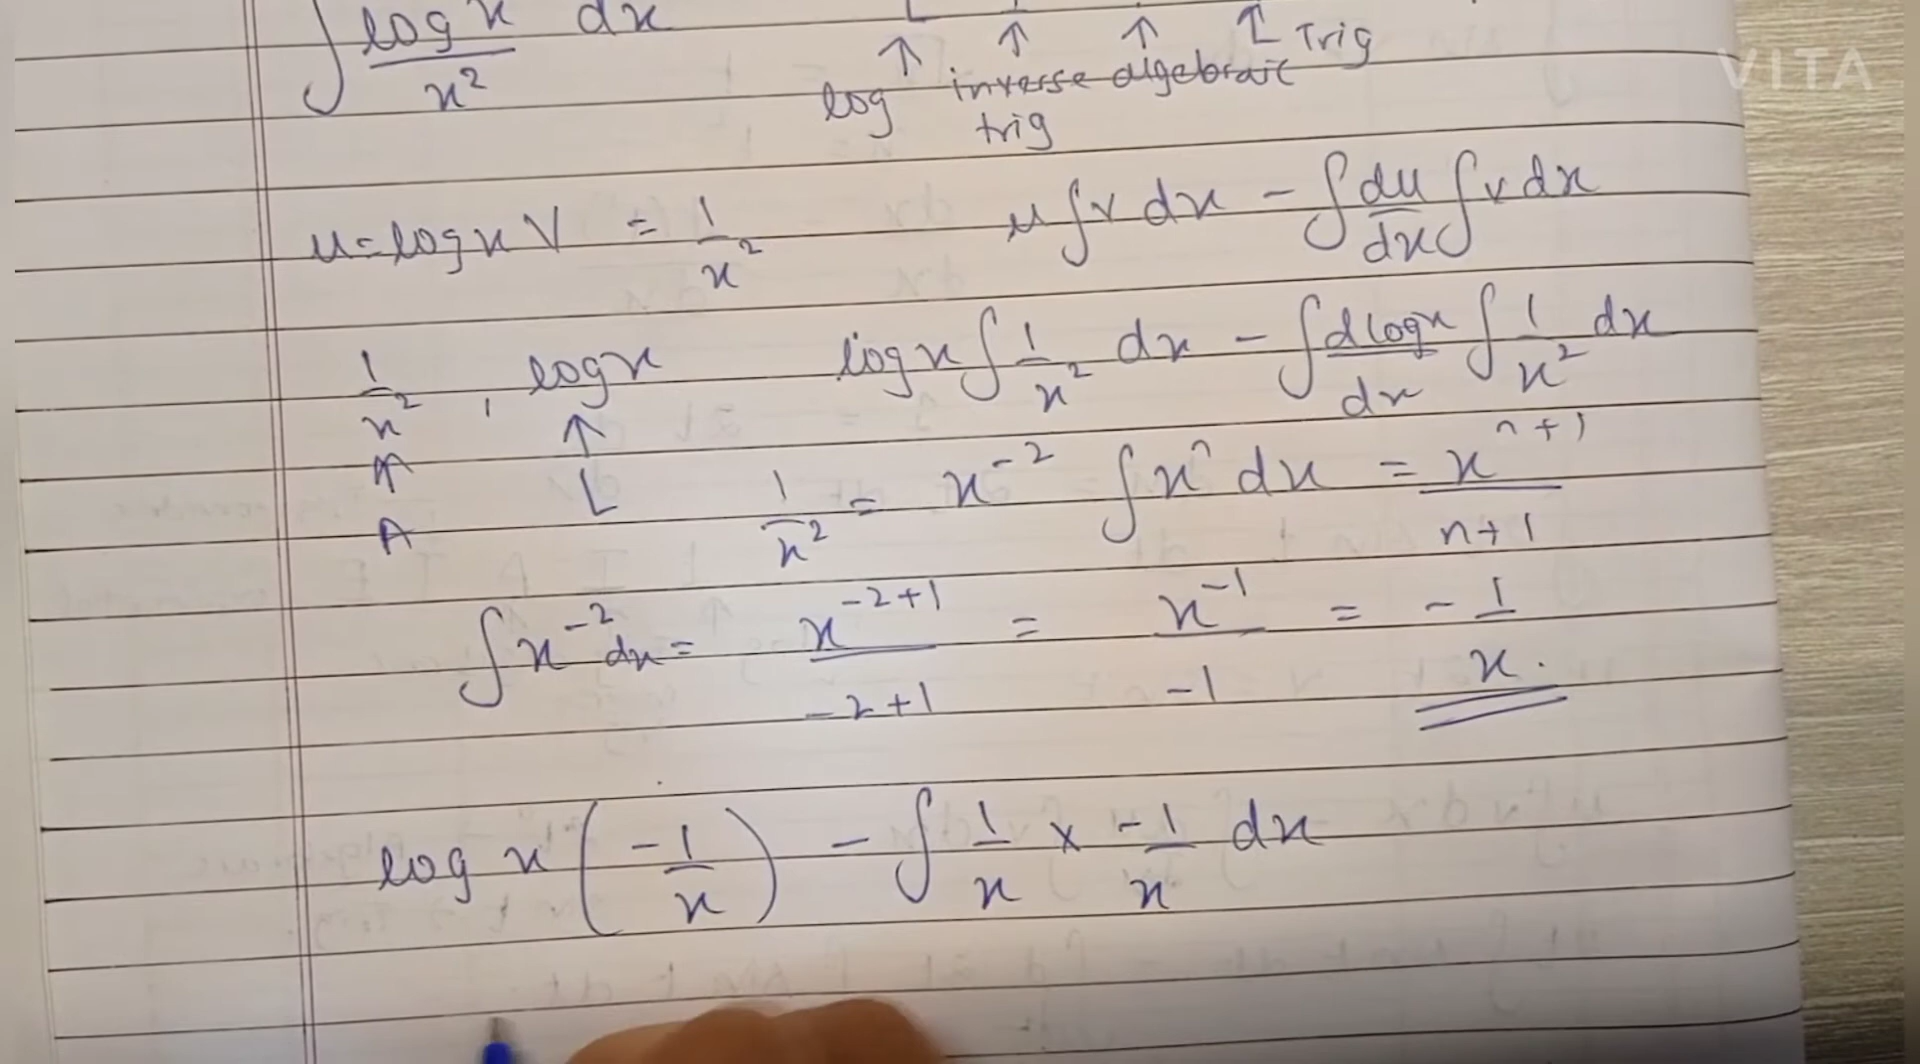 ∫ log x / x² dx
↑ ↑ ↑ ↑ Trig
log inverse algebraic
trig
VITA
u = log x V = 1/x² u∫v dx - ∫ du/dx ∫v dx
1/x² , log x log x ∫ 1/x² dx - ∫ d log x/dx ∫ 1/x² dx
↑ ↑
A L 1/x² = x⁻² ∫xⁿ dx = xⁿ⁺¹/n+1
∫x⁻² dx = x⁻²⁺¹/-2+1 = x⁻¹/-1 = - 1/x.
log x (-1/x) - ∫ 1/x × -1/x dx